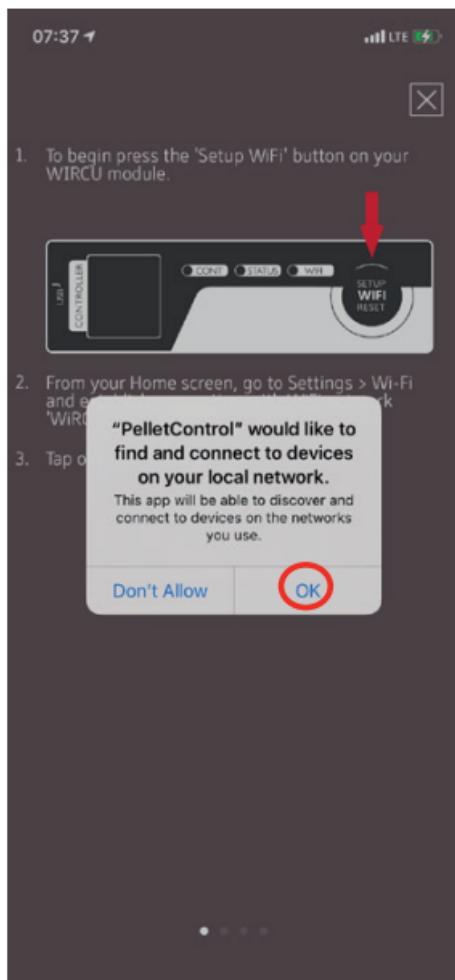 07:37
LTE
1. To begin press the 'Setup WiFi' button on your
WIRCU module.
USB
CONTROLLER
CONT STATUS WIFI
SETUP
WIFI
RESET
2. From your Home screen, go to Settings > Wi-Fi
and
'WiRC
3. Tap o
"PelletControl" would like to
find and connect to devices
on your local network.
This app will be able to discover and
connect to devices on the networks
you use.
Don't Allow OK